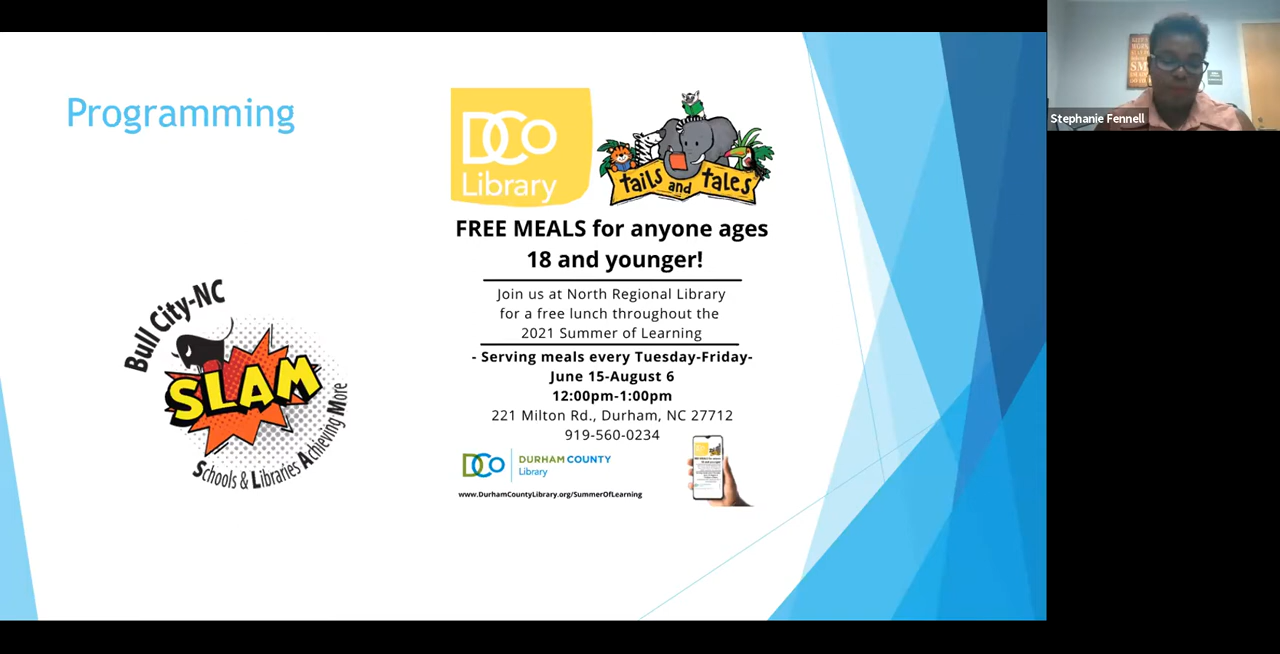 Programming
Bull City-NC
SLAM
Schools & Libraries Achieving More
DCo
Library
tails and tales
FREE MEALS for anyone ages
18 and younger!
Join us at North Regional Library
for a free lunch throughout the
2021 Summer of Learning
- Serving meals every Tuesday-Friday-
June 15-August 6
12:00pm-1:00pm
221 Milton Rd., Durham, NC 27712
919-560-0234
DCo DURHAM COUNTY
Library
www.DurhamCountyLibrary.org/SummerOfLearning
Stephanie Fennell